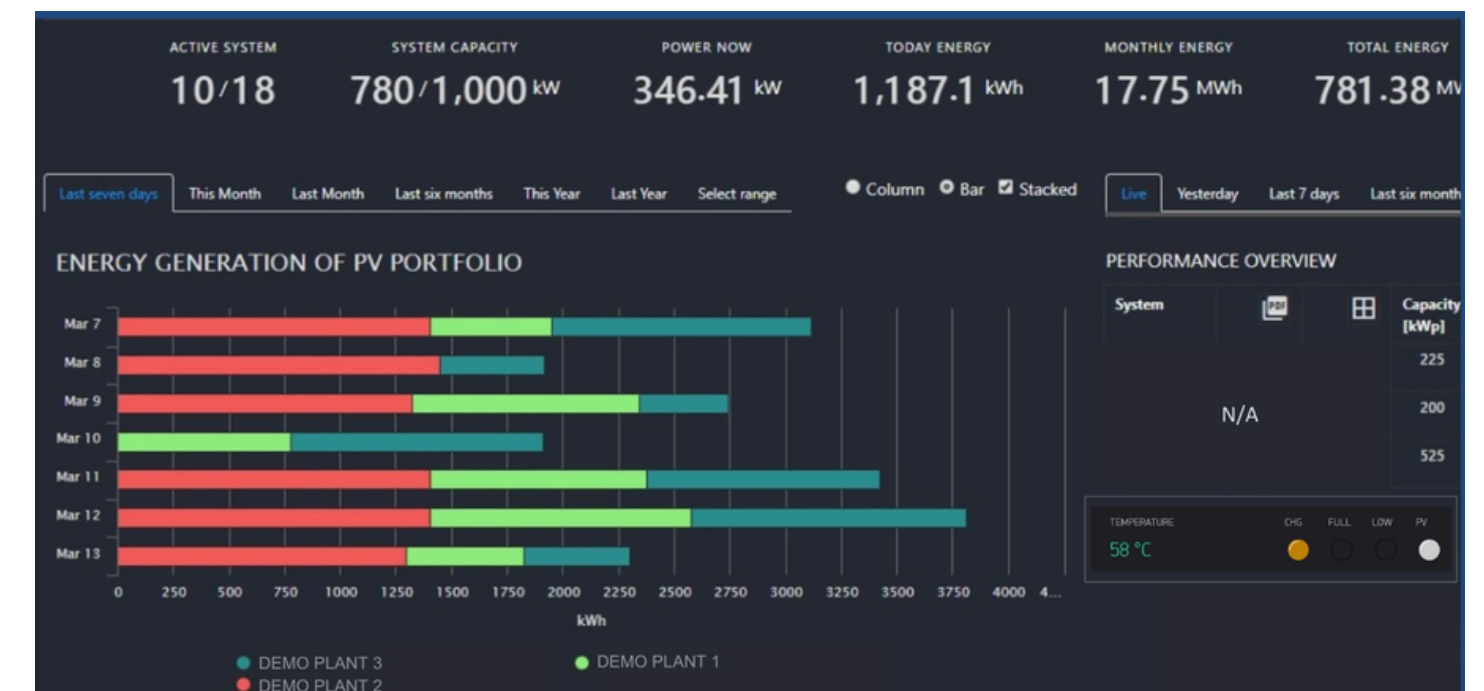 ACTIVE SYSTEM SYSTEM CAPACITY POWER NOW TODAY ENERGY MONTHLY ENERGY TOTAL ENERGY
10/18 780/1,000 kW 346.41 kW 1,187.1 kWh 17.75 MWh 781.38
Last seven days This Month Last Month Last six months This Year Last Year Select range Column Bar Stacked Live Yesterday Last 7 days Last six month
ENERGY GENERATION OF PV PORTFOLIO
PERFORMANCE OVERVIEW
System PDF Capacity
[kWp]
225
200
525
N/A
Mar 7
Mar 8
Mar 9
Mar 10
Mar 11
Mar 12
Mar 13
0 250 500 750 1000 1250 1500 1750 2000 2250 2500 2750 3000 3250 3500 3750 4000 4...
kWh
TEMPERATURE CHG FULL LOW PV
58 °C
DEMO PLANT 3 DEMO PLANT 1
DEMO PLANT 2